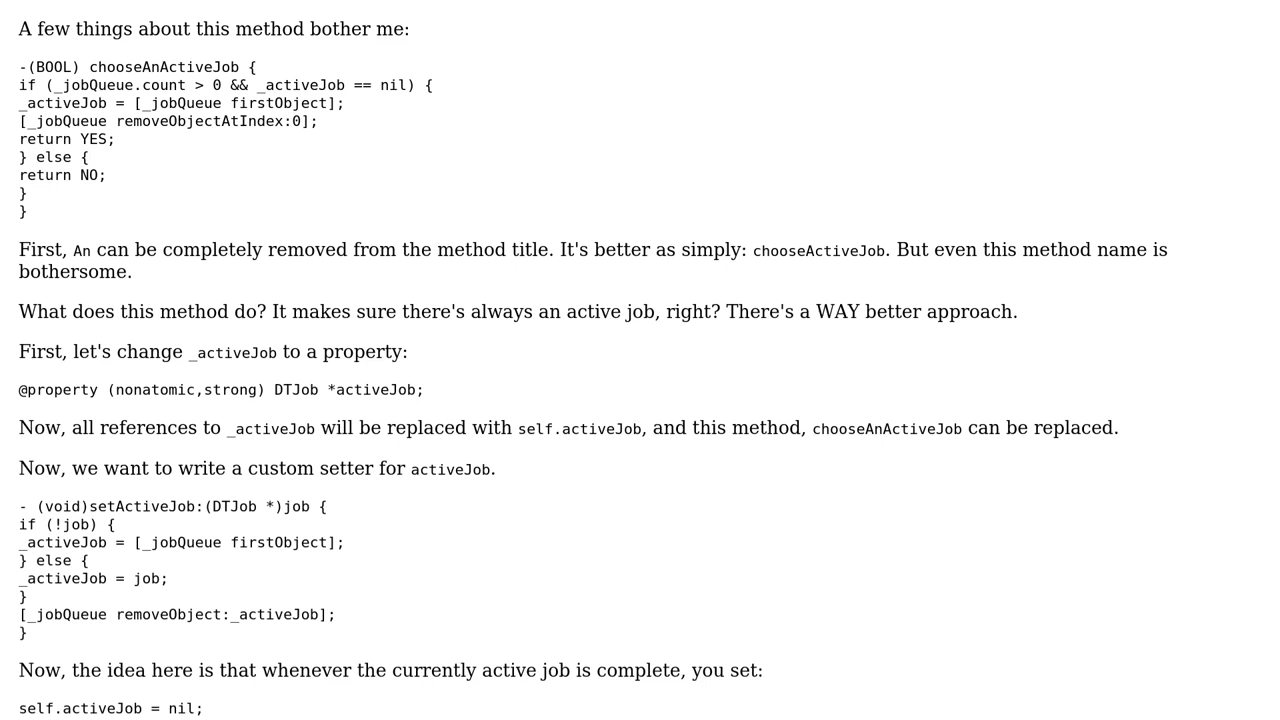 A few things about this method bother me:
-(BOOL) chooseAnActiveJob {
if (_jobQueue.count > 0 && _activeJob == nil) {
_activeJob = [_jobQueue firstObject];
[_jobQueue removeObjectAtIndex:0];
return YES;
} else {
return NO;
}
}
First, An can be completely removed from the method title. It's better as simply: chooseActiveJob. But even this method name is
bothersome.
What does this method do? It makes sure there's always an active job, right? There's a WAY better approach.
First, let's change _activeJob to a property:
@property (nonatomic,strong) DTJob *activeJob;
Now, all references to _activeJob will be replaced with self.activeJob, and this method, chooseAnActiveJob can be replaced.
Now, we want to write a custom setter for activeJob.
- (void)setActiveJob:(DTJob *)job {
if (!job) {
_activeJob = [_jobQueue firstObject];
} else {
_activeJob = job;
}
[_jobQueue removeObject:_activeJob];
}
Now, the idea here is that whenever the currently active job is complete, you set:
self.activeJob = nil;